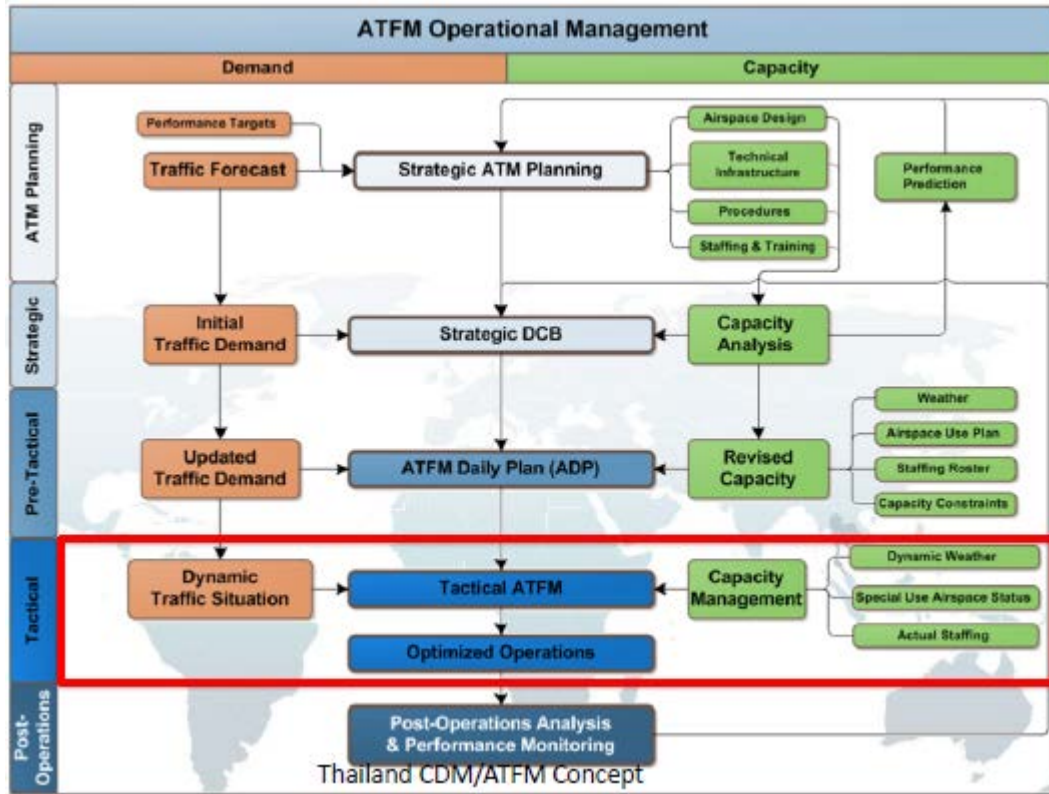 ATFM Operational Management
Demand
Capacity
ATM Planning
Performance Targets
Traffic Forecast
Strategic ATM Planning
Airspace Design
Technical
Infrastructure
Procedures
Staffing & Training
Performance
Prediction
Strategic
Initial
Traffic Demand
Strategic DCB
Capacity
Analysis
Pre-Tactical
Updated
Traffic Demand
ATFM Daily Plan (ADP)
Revised
Capacity
Weather
Airspace Use Plan
Staffing Roster
Capacity Constraints
Tactical
Dynamic
Traffic Situation
Tactical ATFM
Optimized Operations
Capacity
Management
Dynamic Weather
Special Use Airspace Status
Actual Staffing
Post-
Operations
Post-Operations Analysis
& Performance Monitoring
Thailand CDM/ATFM Concept